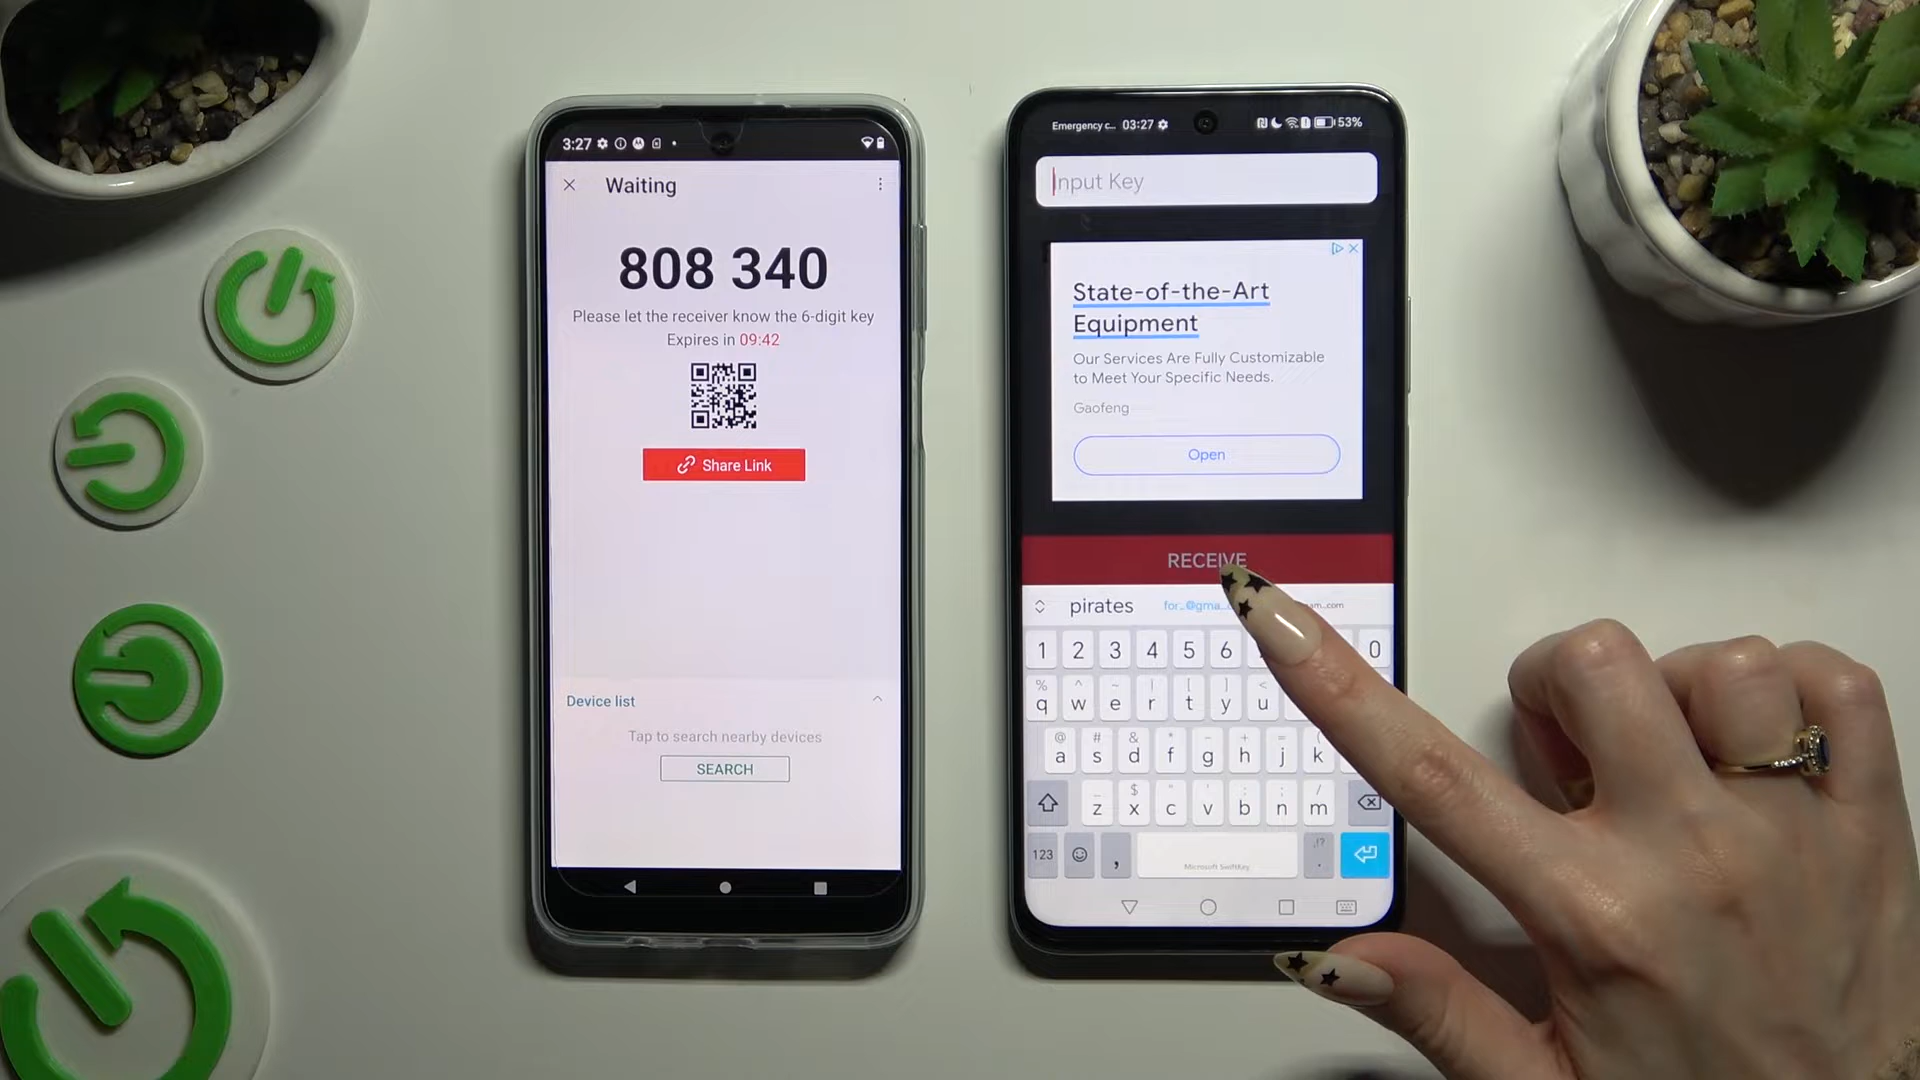 3:27
Waiting
808 340
Please let the receiver know the 6-digit key
Expires in 09:42
Share Link
Device list
Tap to search nearby devices
SEARCH
Emergency c... 03:27 53%
Input Key
State-of-the-Art
Equipment
Our Services Are Fully Customizable
to Meet Your Specific Needs.
Gaofeng
Open
RECEIVE
pirates for..@gma..
1 2 3 4 5 6 0
% ^ ~ | [ ] <
q w e r t y u
@ # & * - + = (
a s d f g h j k
_ $ " ' : ; /
z x c v b n m
123 , !? .
Microsoft SwiftKey